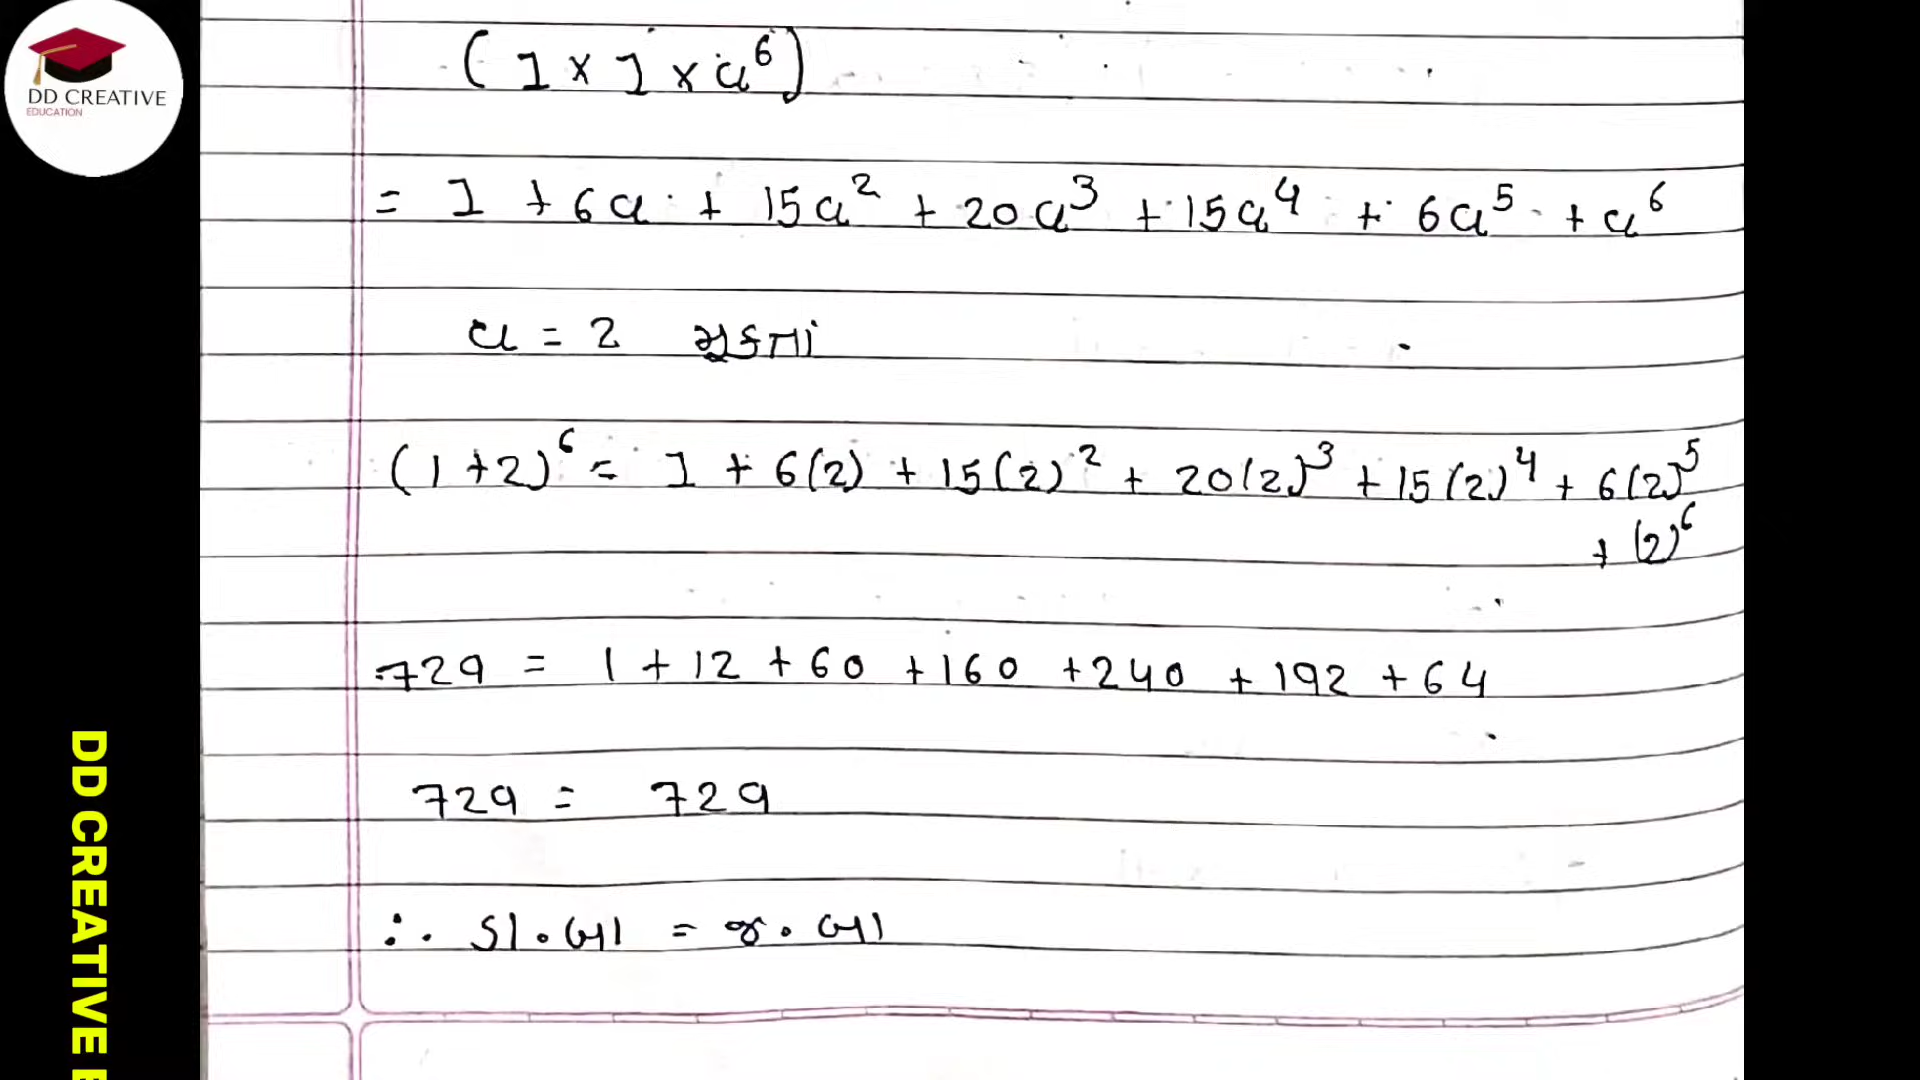 DD CREATIVE
EDUCATION
(1 × 1 × a⁶)
= 1 + 6a + 15a² + 20a³ + 15a⁴ + 6a⁵ + a⁶
a = 2 મૂકતાં
(1+2)⁶ = 1 + 6(2) + 15(2)² + 20(2)³ + 15(2)⁴ + 6(2)⁵
+ (2)⁶
729 = 1 + 12 + 60 + 160 + 240 + 192 + 64
729 = 729
∴ ડા.બા = જ.બા
DD CREATIVE E